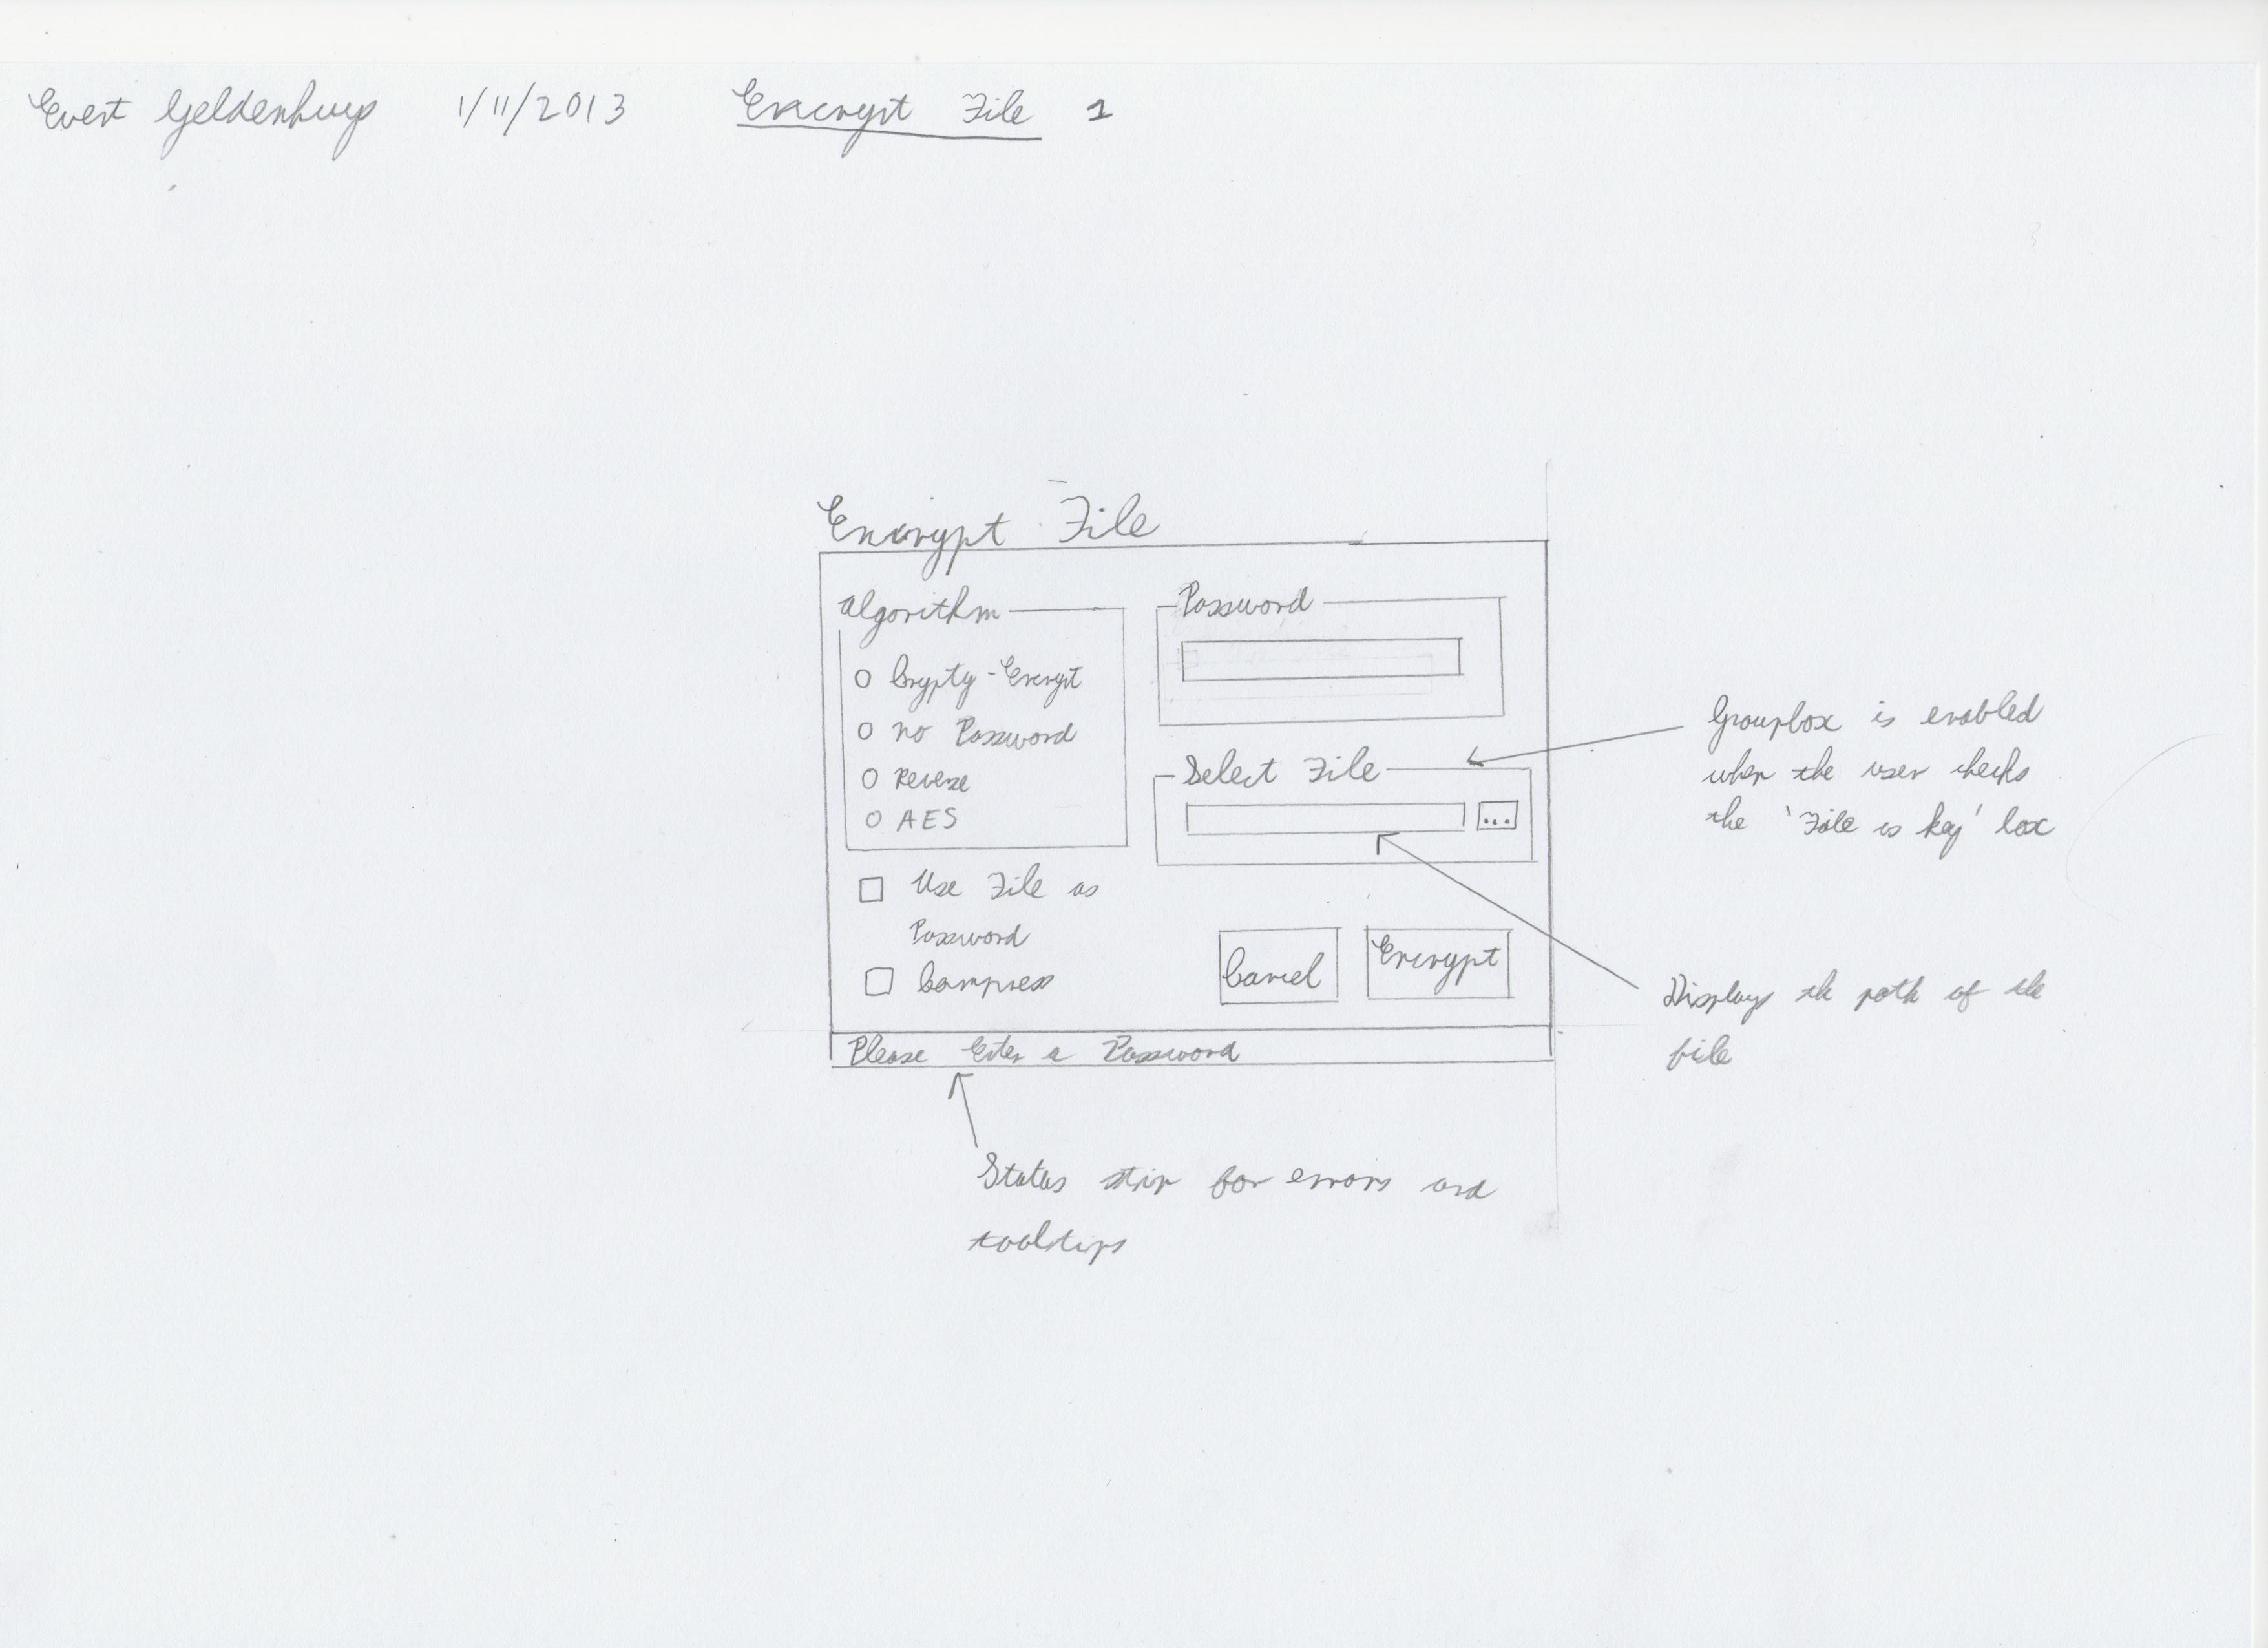 Evert Geldenhuys 1/11/2013 Encrypt File 1
Encrypt File
Algorithm
Crypty-Encrypt
No Password
Reverse
AES
Use File as
Password
Compress
Password
Select File
...
Cancel
Encrypt
Please Enter a Password
Groupbox is enabled
when the user checks
the 'File is key' box
Displays the path of the
file
Status strip for errors and
tooltips